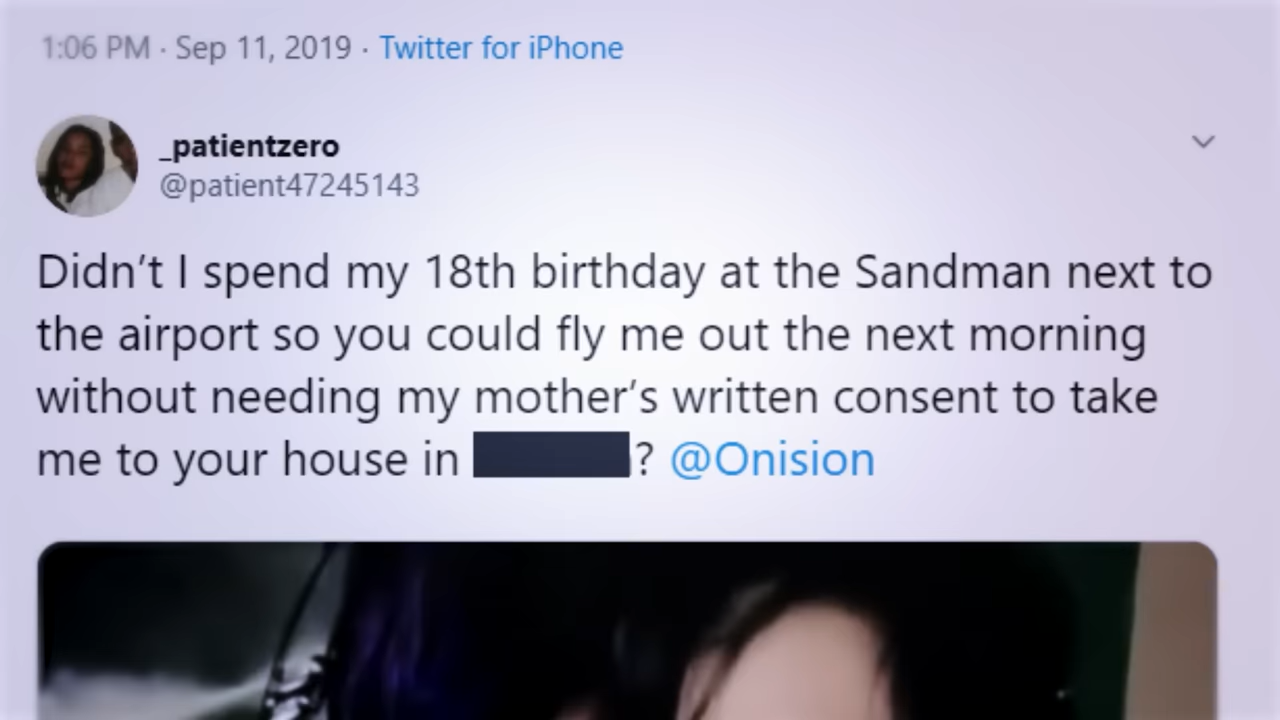 1:06 PM · Sep 11, 2019 · Twitter for iPhone
_patientzero
@patient47245143
Didn't I spend my 18th birthday at the Sandman next to
the airport so you could fly me out the next morning
without needing my mother's written consent to take
me to your house in ? @Onision